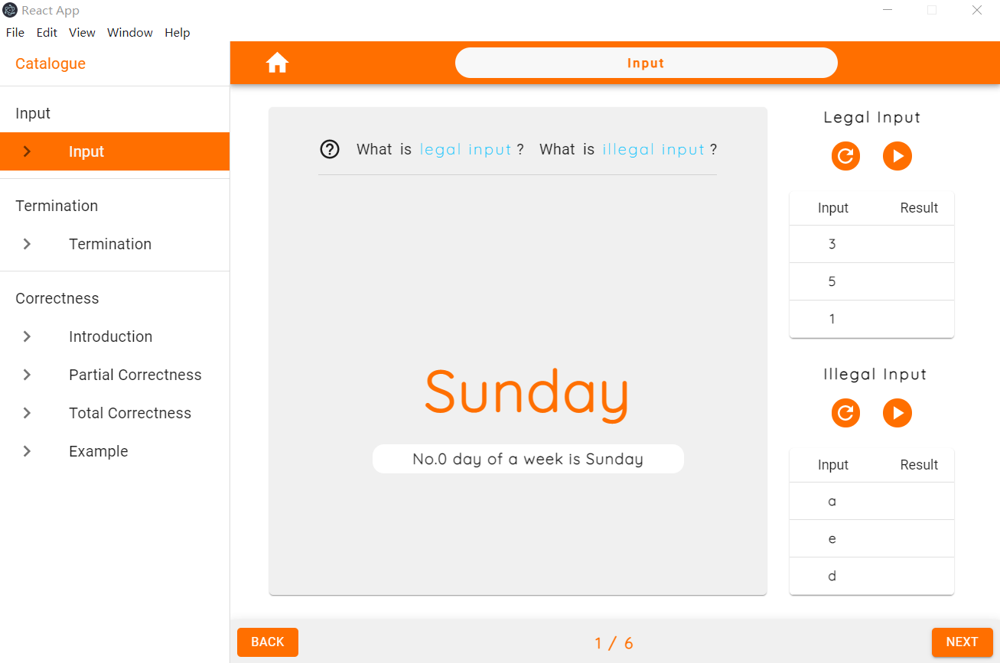 React App
File Edit View Window Help
Catalogue
Input
Input
Termination
Termination
Correctness
Introduction
Partial Correctness
Total Correctness
Example
Input
What is legal input ? What is illegal input ?
Sunday
No.0 day of a week is Sunday
Legal Input
Input Result
3
5
1
Illegal Input
Input Result
a
e
d
BACK
1 / 6
NEXT